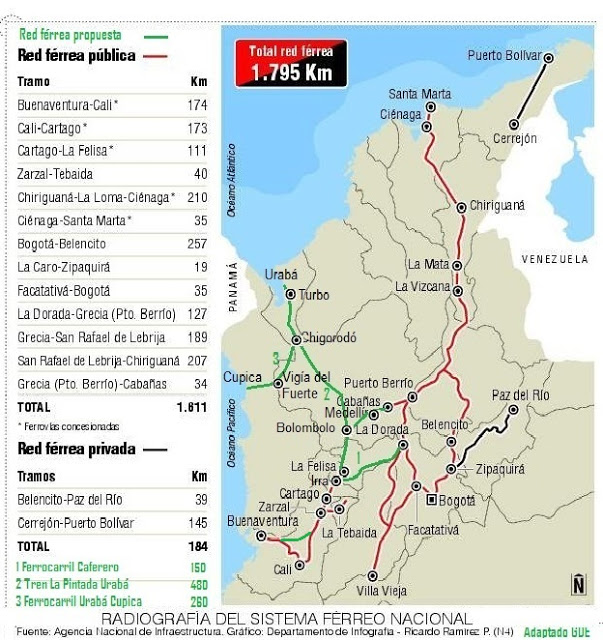 Red férrea propuesta
Red férrea pública
Tramo Km
Buenaventura-Cali* 174
Cali-Cartago* 173
Cartago-La Felisa* 111
Zarzal-Tebaida 40
Chiriguaná-La Loma-Ciénaga* 210
Ciénaga-Santa Marta* 35
Bogotá-Belencito 257
La Caro-Zipaquirá 19
Facatativá-Bogotá 35
La Dorada-Grecia (Pto. Berrío) 127
Grecia-San Rafael de Lebrija 189
San Rafael de Lebrija-Chiriguaná 207
Grecia (Pto. Berrío)-Cabañas 34
TOTAL 1.611
* Ferrovías concesionadas
Red férrea privada
Tramos Km
Belencito-Paz del Río 39
Cerrejón-Puerto Bolívar 145
TOTAL 184
1 Ferrocarril Caferero 150
2 Tren La Pintada Urabá 480
3 Ferrocarril Urabá Cupica 260
Total red férrea
1.795 Km
Puerto Bolívar
Santa Marta
Ciénaga
Cerrejón
Océano Atlántico
Chiriguaná
PANAMÁ
VENEZUELA
La Mata
La Vizcana
Urabá
Turbo
Chigorodó
3
Cupica
Vigía del
Fuerte
2
Puerto Berrío
Cabañas
Medellín
Paz del Río
Océano Pacífico
Bolombolo
La Dorada
Belencito
1
La Felisa
Irra
Zipaquirá
Cartago
Bogotá
Zarzal
Buenaventura
La Tebaida
Facatativá
Cali
Villa Vieja
N
RADIOGRAFÍA DEL SISTEMA FÉRREO NACIONAL
Fuente: Agencia Nacional de Infraestructura. Gráfico: Departamento de Infografía - Ricardo Ramírez P. (N4)
Adaptado GUE